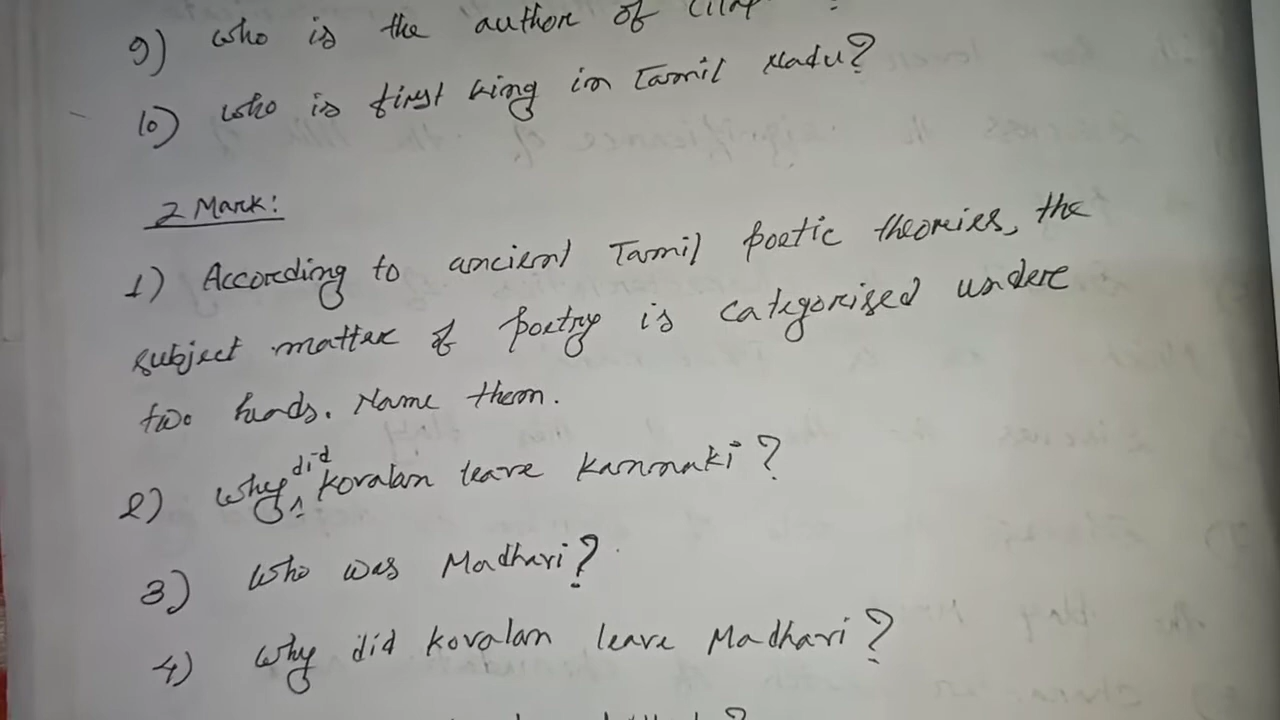 9) Who is the author of Cilap ?
10) who is first king in Tamil Nadu?
2 Mark:
1) According to ancient Tamil poetic theories, the
subject matter of poetry is categorised under
two heads. Name them.
2) Why did Kovalan leave Kannaki?
3) Who was Madhavi?
4) Why did Kovalan leave Madhavi?